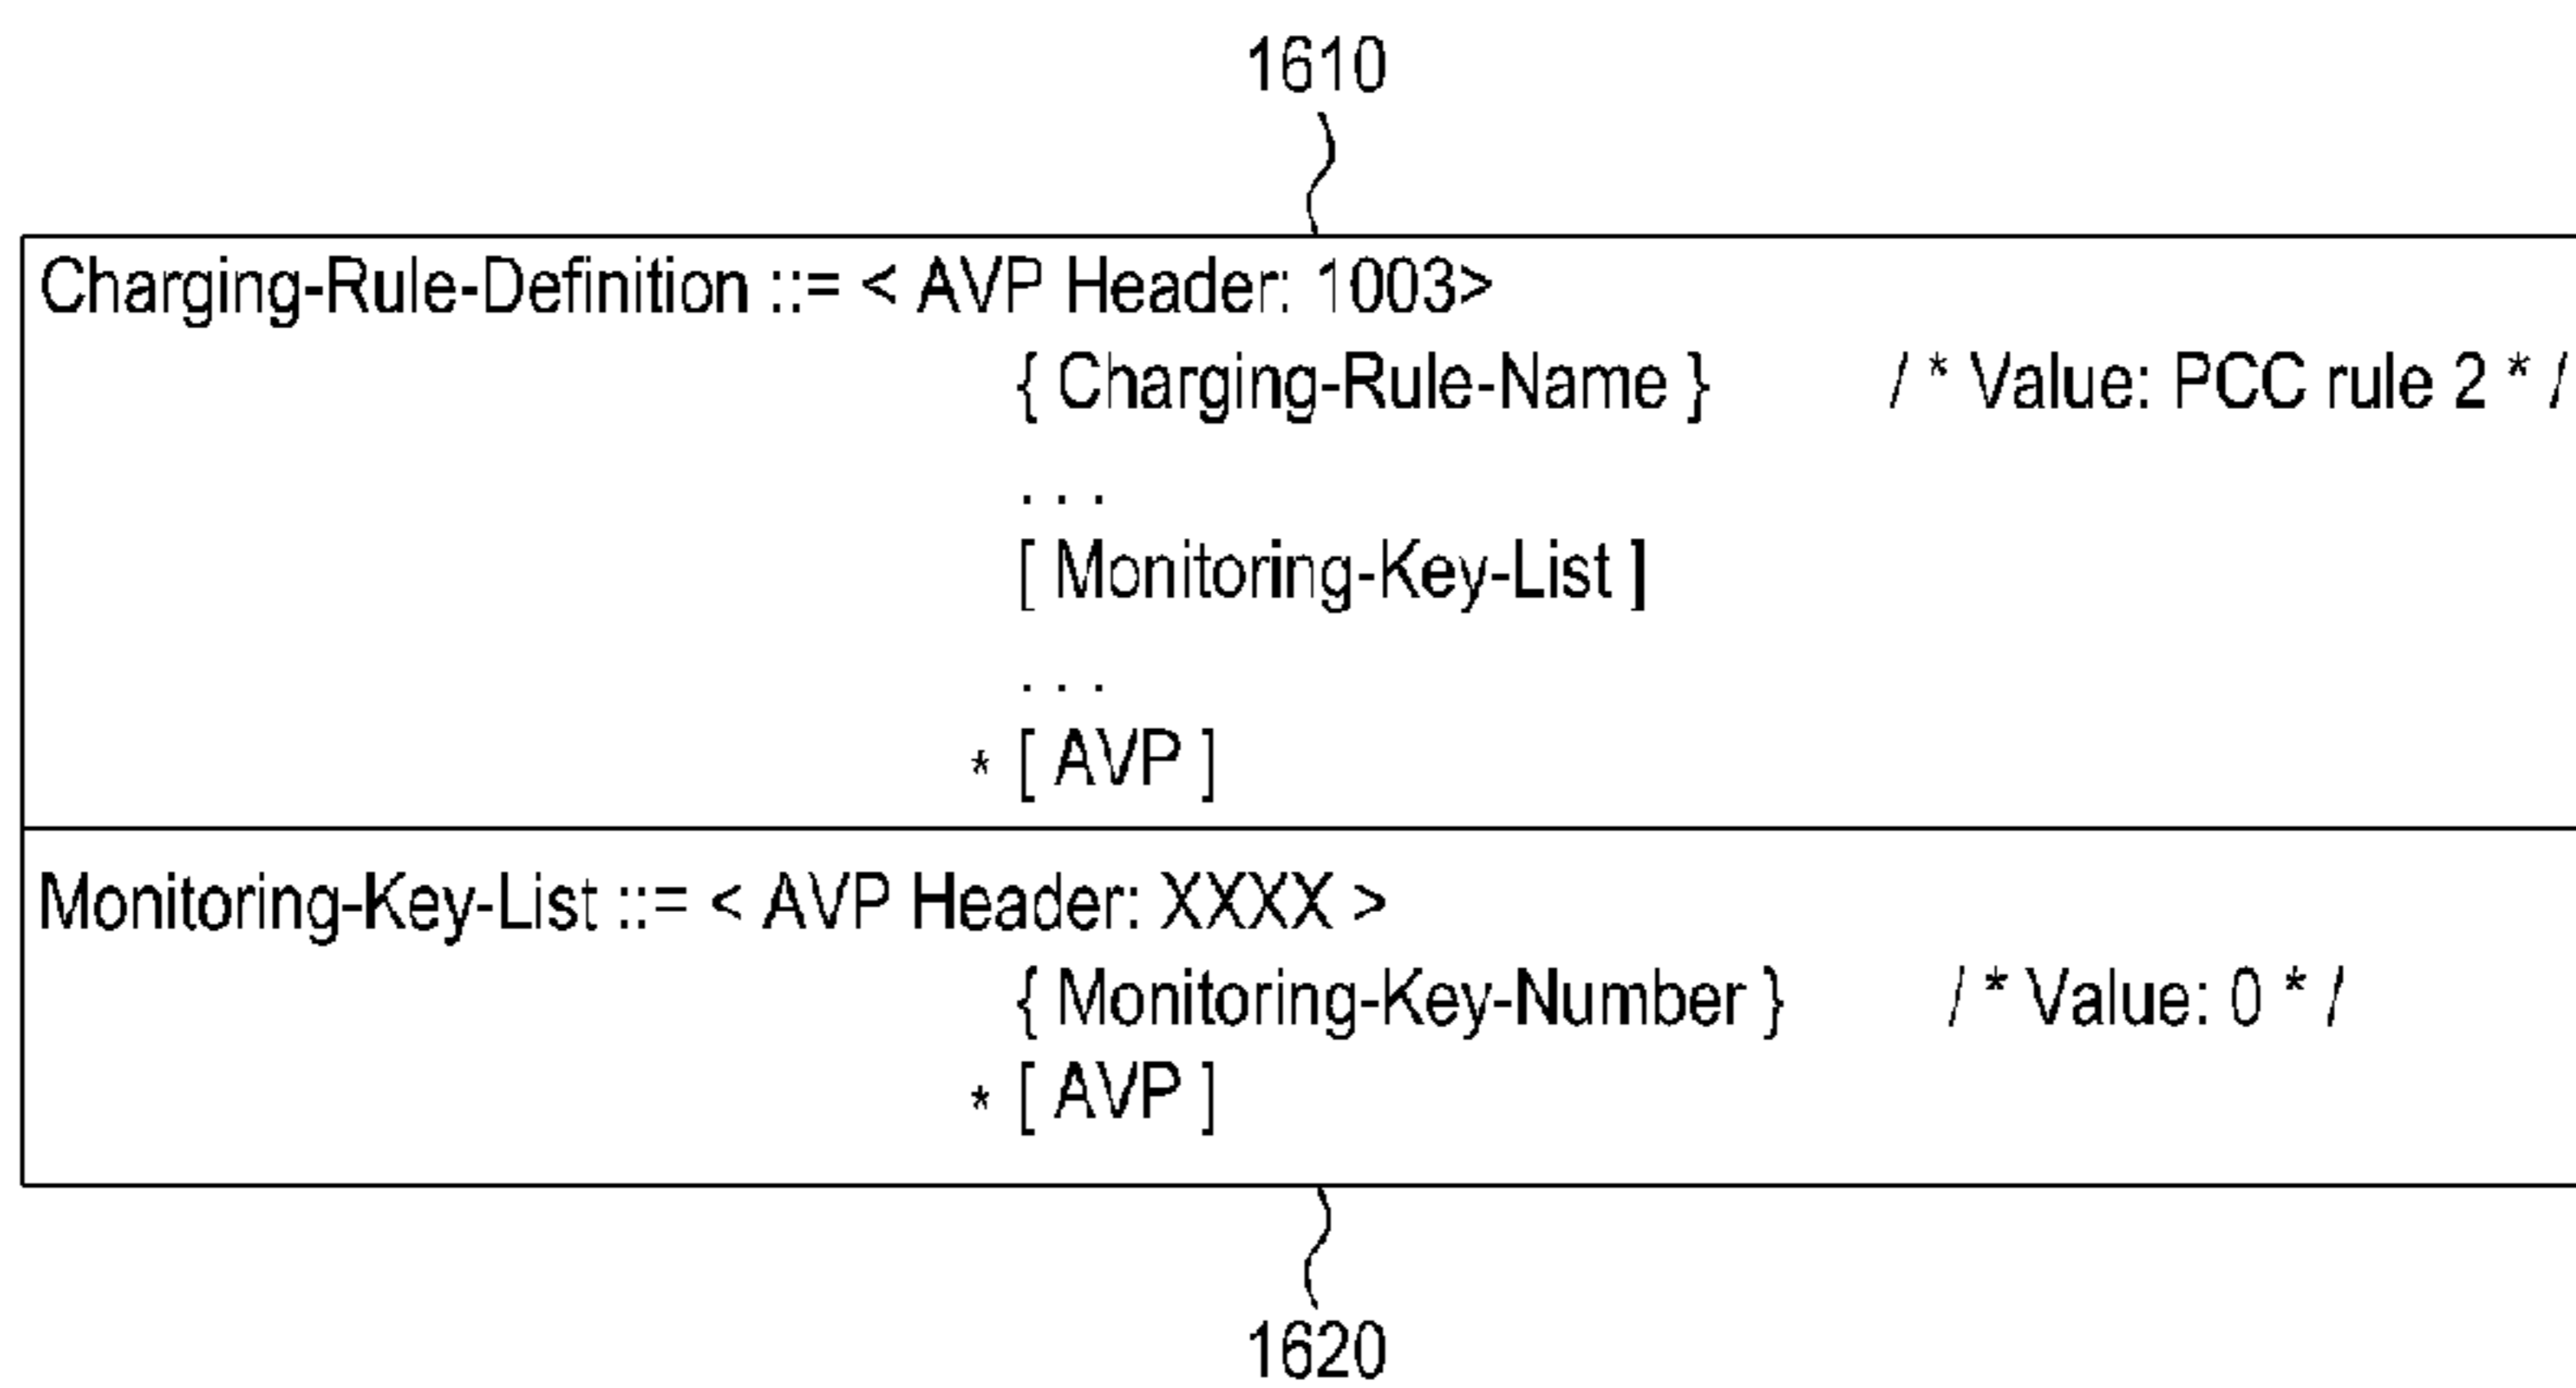 1610
Charging-Rule-Definition ::= < AVP Header: 1003>
{ Charging-Rule-Name } / * Value: PCC rule 2 * /
. . .
[ Monitoring-Key-List ]
. . .
* [ AVP ]
Monitoring-Key-List ::= < AVP Header: XXXX >
{ Monitoring-Key-Number } / * Value: 0 * /
* [ AVP ]
1620